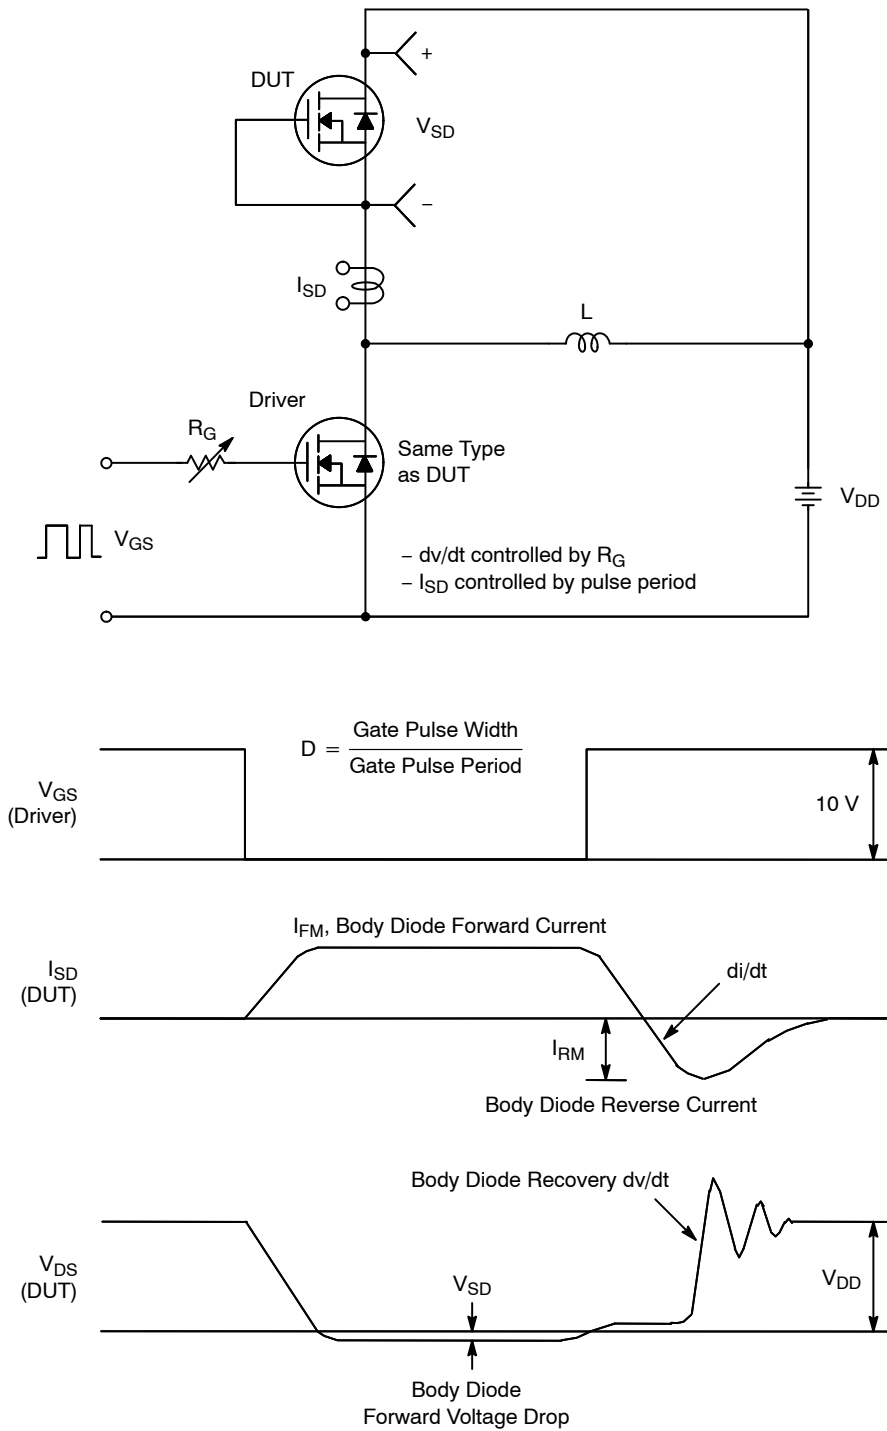 DUT
+
V_SD
−
I_SD
L
Driver
R_G
Same Type
as DUT
V_DD
V_GS
− dv/dt controlled by R_G
− I_SD controlled by pulse period
D = Gate Pulse Width
Gate Pulse Period
V_GS
(Driver)
10 V
I_FM, Body Diode Forward Current
I_SD
(DUT)
di/dt
I_RM
Body Diode Reverse Current
Body Diode Recovery dv/dt
V_DS
(DUT)
V_SD
V_DD
Body Diode
Forward Voltage Drop